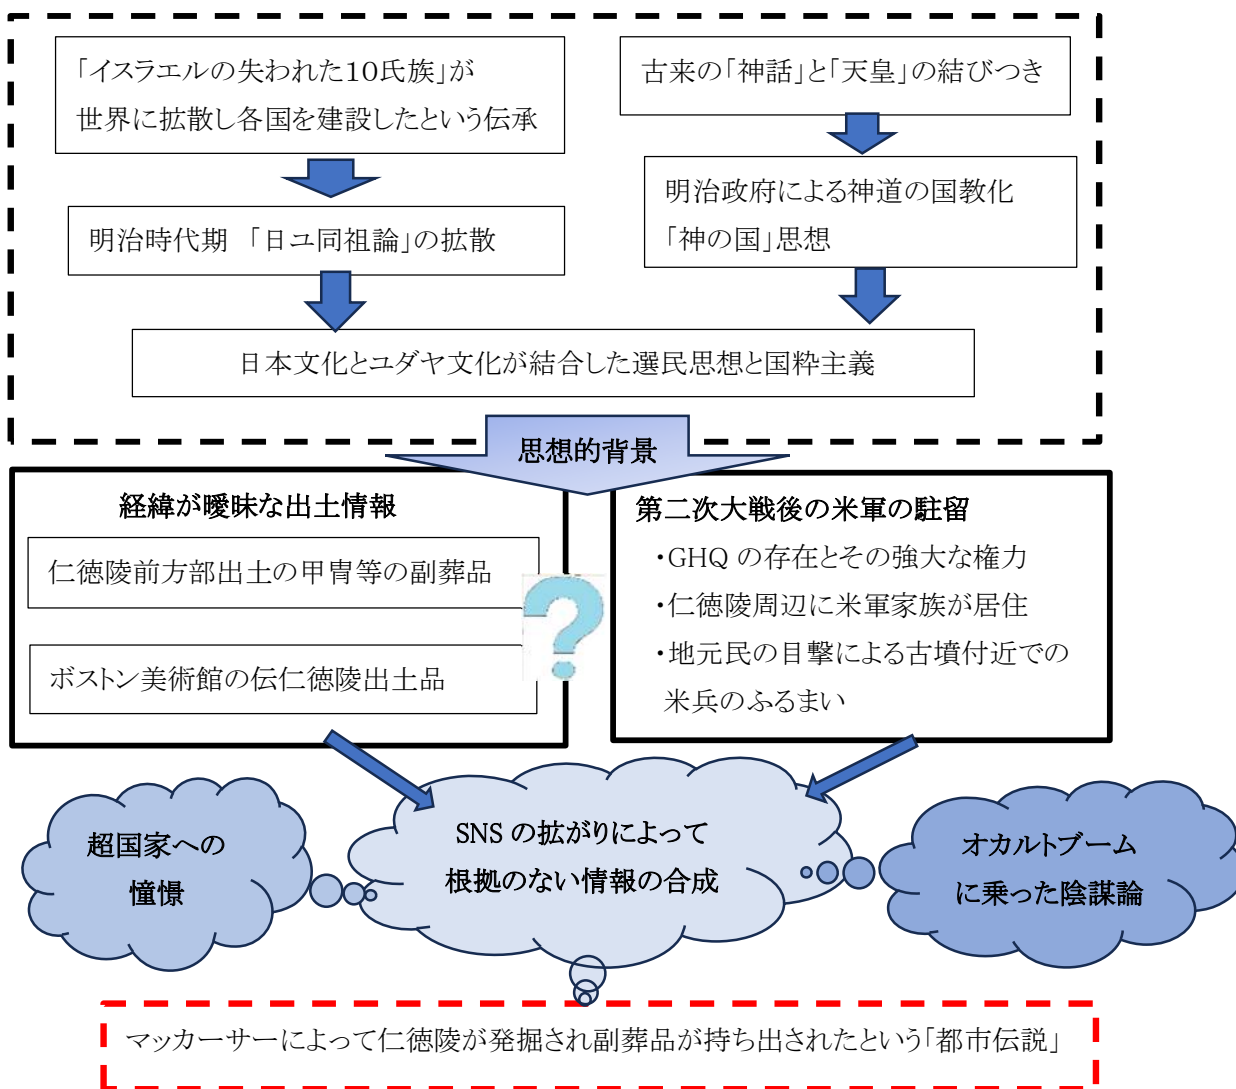 「イスラエルの失われた10氏族」が
世界に拡散し各国を建設したという伝承
古来の「神話」と「天皇」の結びつき
明治時代期　「日ユ同祖論」の拡散
明治政府による神道の国教化
「神の国」思想
日本文化とユダヤ文化が結合した選民思想と国粋主義
思想的背景
経緯が曖昧な出土情報
仁徳陵前方部出土の甲冑等の副葬品
ボストン美術館の伝仁徳陵出土品
?
第二次大戦後の米軍の駐留
・GHQ の存在とその強大な権力
・仁徳陵周辺に米軍家族が居住
・地元民の目撃による古墳付近での
米兵のふるまい
超国家への
憧憬
SNS の拡がりによって
根拠のない情報の合成
オカルトブーム
に乗った陰謀論
マッカーサーによって仁徳陵が発掘され副葬品が持ち出されたという「都市伝説」